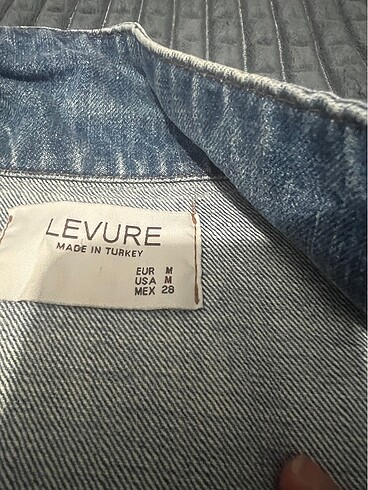 LEVURE
MADE IN TURKEY
EUR M
USA M
MEX 28